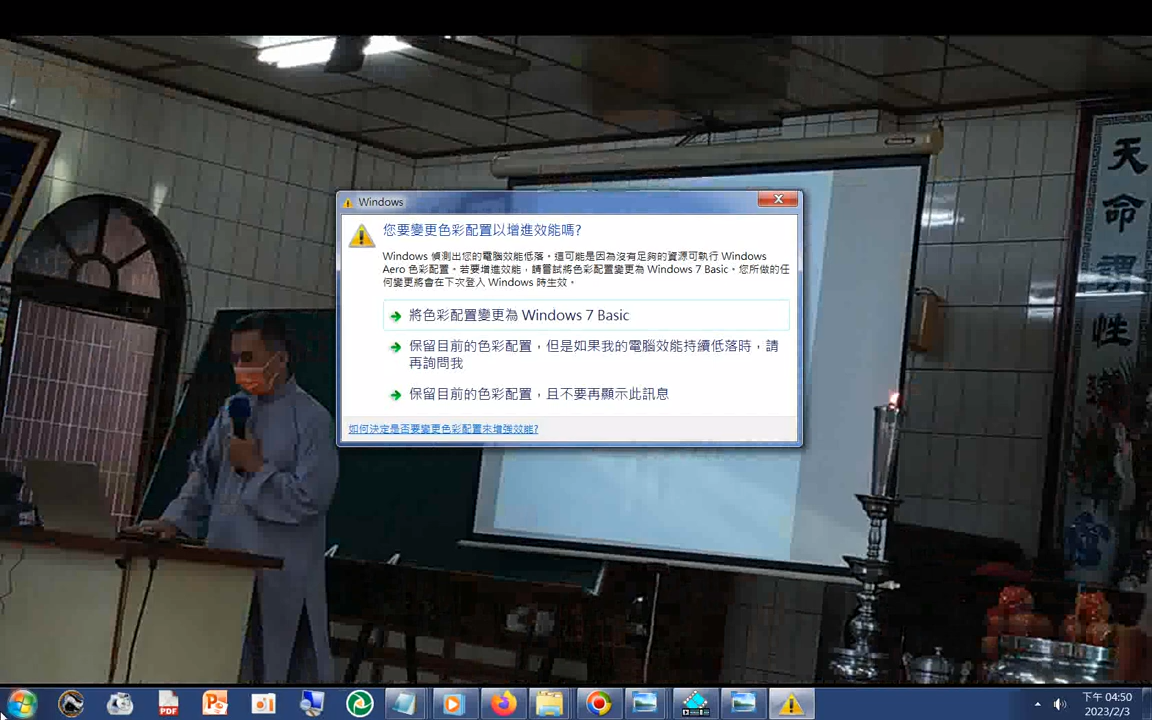 天
命
謂
性
Windows
您要變更色彩配置以增進效能嗎?
Windows 偵測出您的電腦效能低落。這可能是因為沒有足夠的資源可執行 Windows
Aero 色彩配置。若要增進效能，請嘗試將色彩配置變更為 Windows 7 Basic。您所做的任
何變更將會在下次登入 Windows 時生效。
將色彩配置變更為 Windows 7 Basic
保留目前的色彩配置，但是如果我的電腦效能持續低落時，請
再詢問我
保留目前的色彩配置，且不要再顯示此訊息
如何決定是否要變更色彩配置來增強效能?
PDF
下午 04:50
2023/2/3